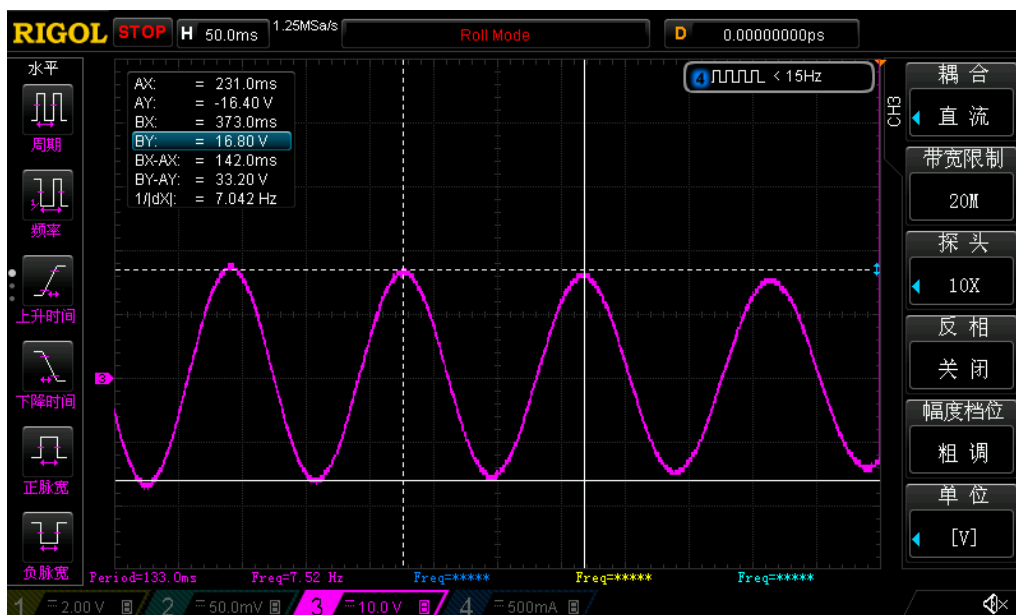 RIGOL STOP H 50.0ms 1.25MSa/s Roll Mode D 0.00000000ps
水平
周期
频率
上升时间
下降时间
正脉宽
负脉宽
AX: = 231.0ms
AY: = -16.40 V
BX: = 373.0ms
BY: = 16.80 V
BX-AX: = 142.0ms
BY-AY: = 33.20 V
1/|dX|: = 7.042 Hz
4 < 15Hz
3
CH3
耦合
直流
带宽限制
20M
探头
10X
反相
关闭
幅度档位
粗调
单位
[V]
Period=133.0ms Freq=7.52 Hz Freq=***** Freq=***** Freq=*****
1 2.00 V 2 50.0mV 3 10.0 V 4 500mA